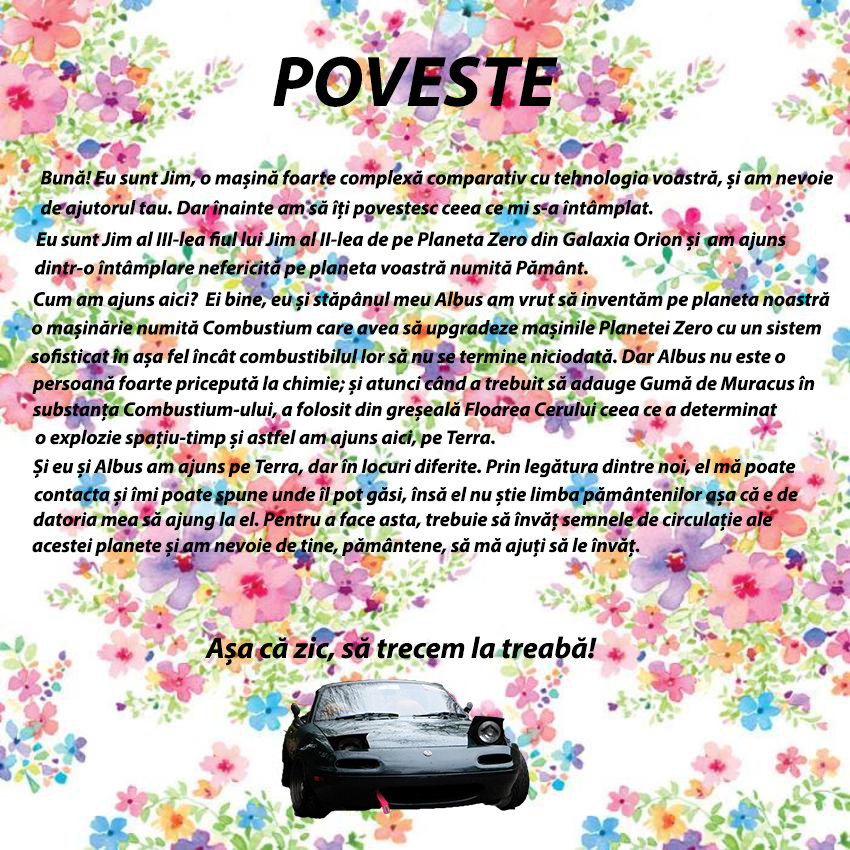 POVESTE
Bună! Eu sunt Jim, o mașină foarte complexă comparativ cu tehnologia voastră, și am nevoie
de ajutorul tau. Dar înainte am să îți povestesc ceea ce mi s-a întâmplat.
Eu sunt Jim al III-lea fiul lui Jim al II-lea de pe Planeta Zero din Galaxia Orion și am ajuns
dintr-o întâmplare nefericită pe planeta voastră numită Pământ.
Cum am ajuns aici? Ei bine, eu și stăpânul meu Albus am vrut să inventăm pe planeta noastră
o mașinărie numită Combustium care avea să upgradeze mașinile Planetei Zero cu un sistem
sofisticat în așa fel încât combustibilul lor să nu se termine niciodată. Dar Albus nu este o
persoană foarte pricepută la chimie; și atunci când a trebuit să adauge Gumă de Muracus în
substanța Combustium-ului, a folosit din greșeală Floarea Cerului ceea ce a determinat
o explozie spațiu-timp și astfel am ajuns aici, pe Terra.
Și eu și Albus am ajuns pe Terra, dar în locuri diferite. Prin legătura dintre noi, el mă poate
contacta și îmi poate spune unde îl pot găsi, însă el nu știe limba pământenilor așa că e de
datoria mea să ajung la el. Pentru a face asta, trebuie să învăț semnele de circulație ale
acestei planete și am nevoie de tine, pământene, să mă ajuți să le învăț.
Așa că zic, să trecem la treabă!